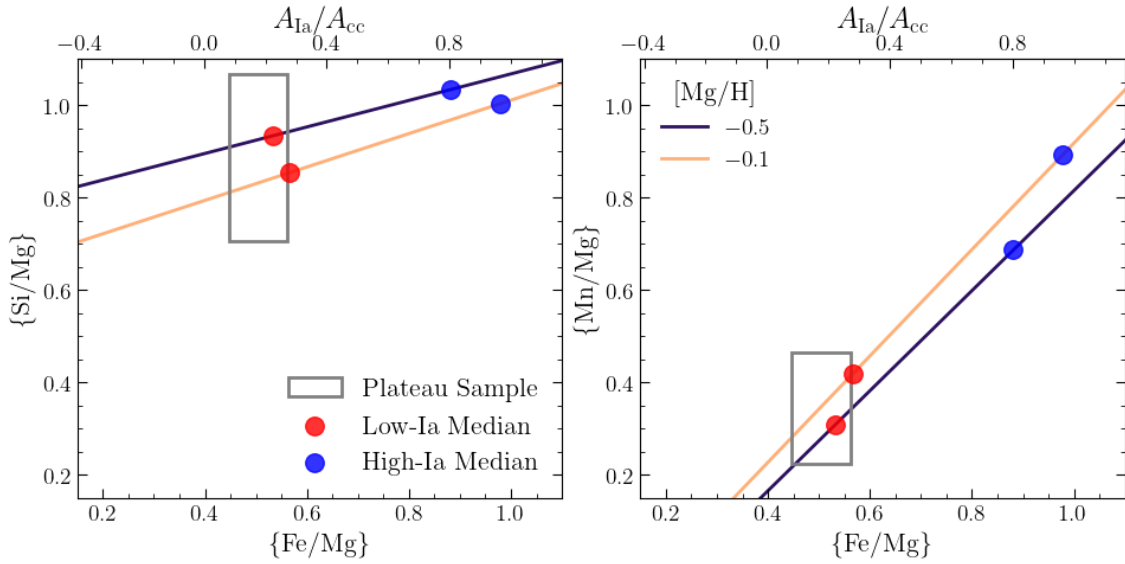 A_Ia/A_cc
−0.4 0.0 0.4 0.8
{Si/Mg}
1.0
0.8
0.6
0.4
0.2
Plateau Sample
Low-Ia Median
High-Ia Median
0.2 0.4 0.6 0.8 1.0
{Fe/Mg}
A_Ia/A_cc
−0.4 0.0 0.4 0.8
{Mn/Mg}
1.0
0.8
0.6
0.4
0.2
[Mg/H]
−0.5
−0.1
0.2 0.4 0.6 0.8 1.0
{Fe/Mg}